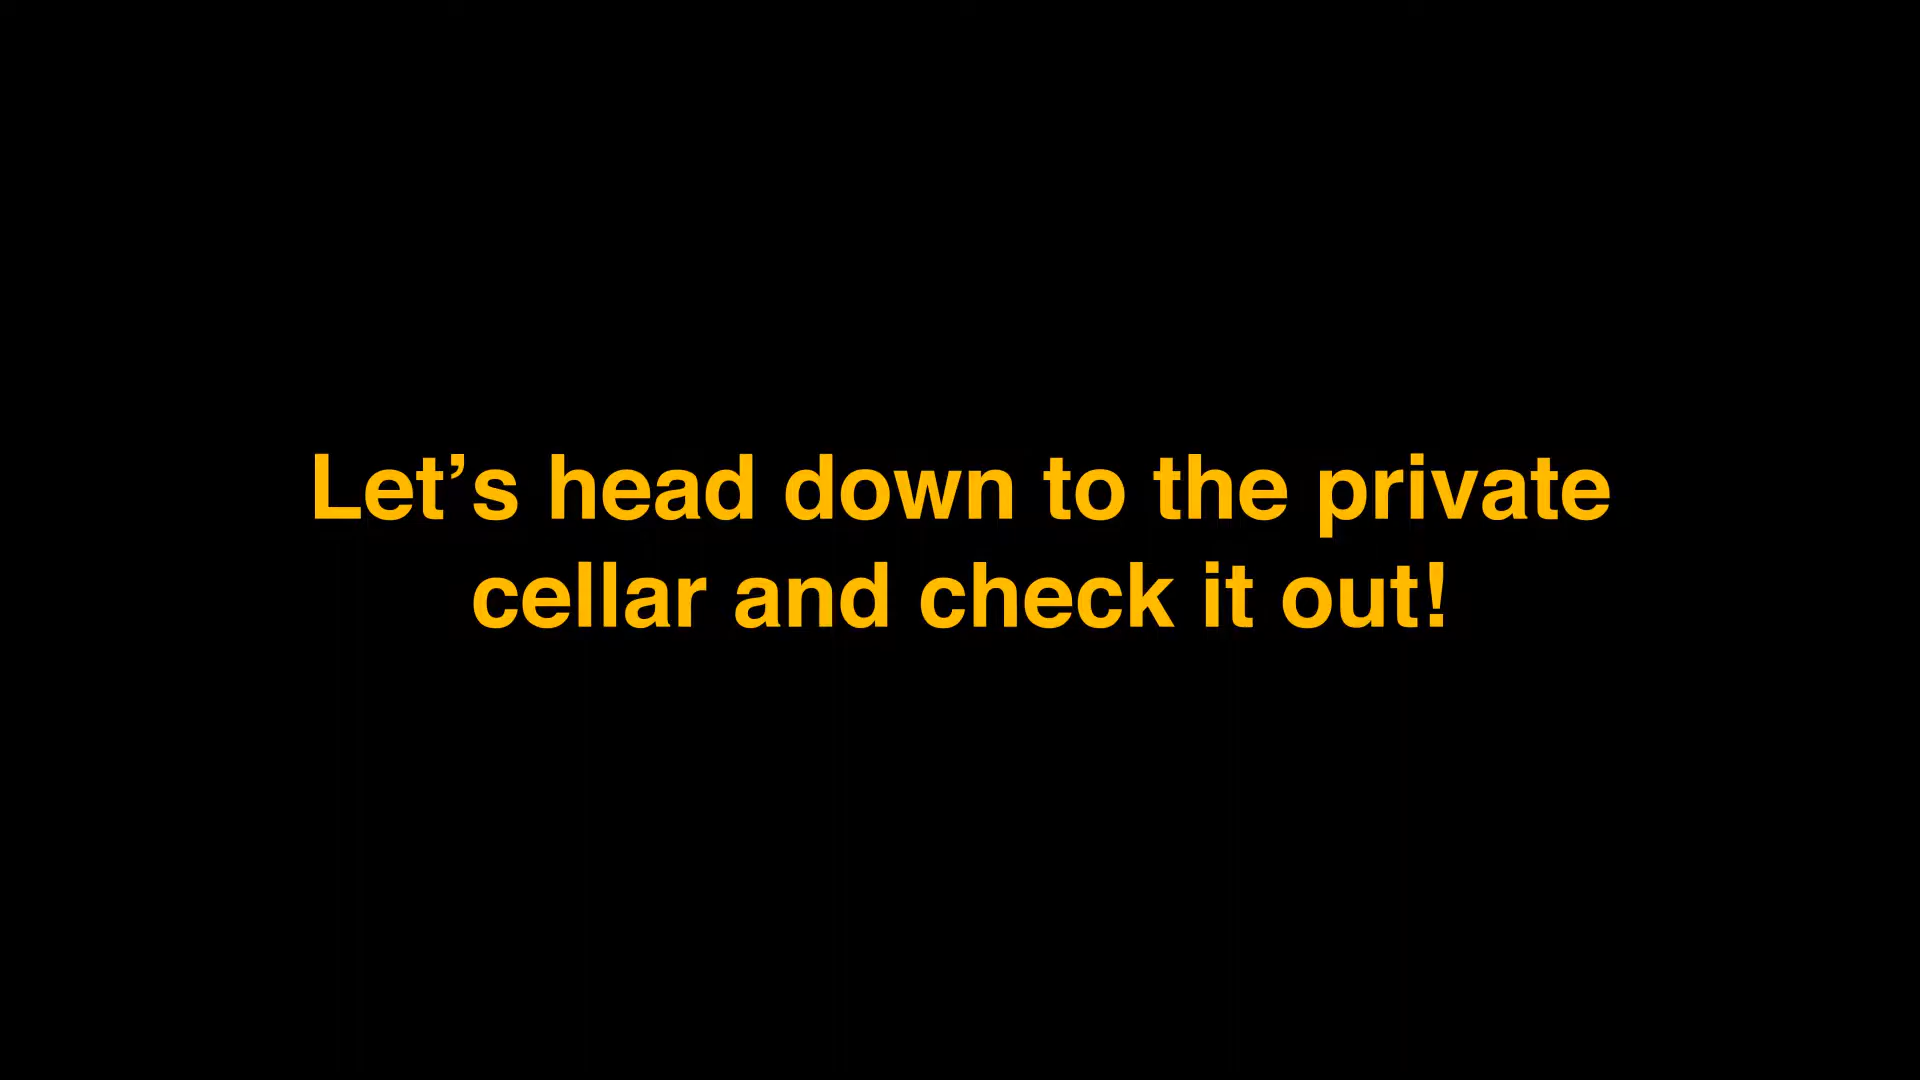 Let’s head down to the private
cellar and check it out!